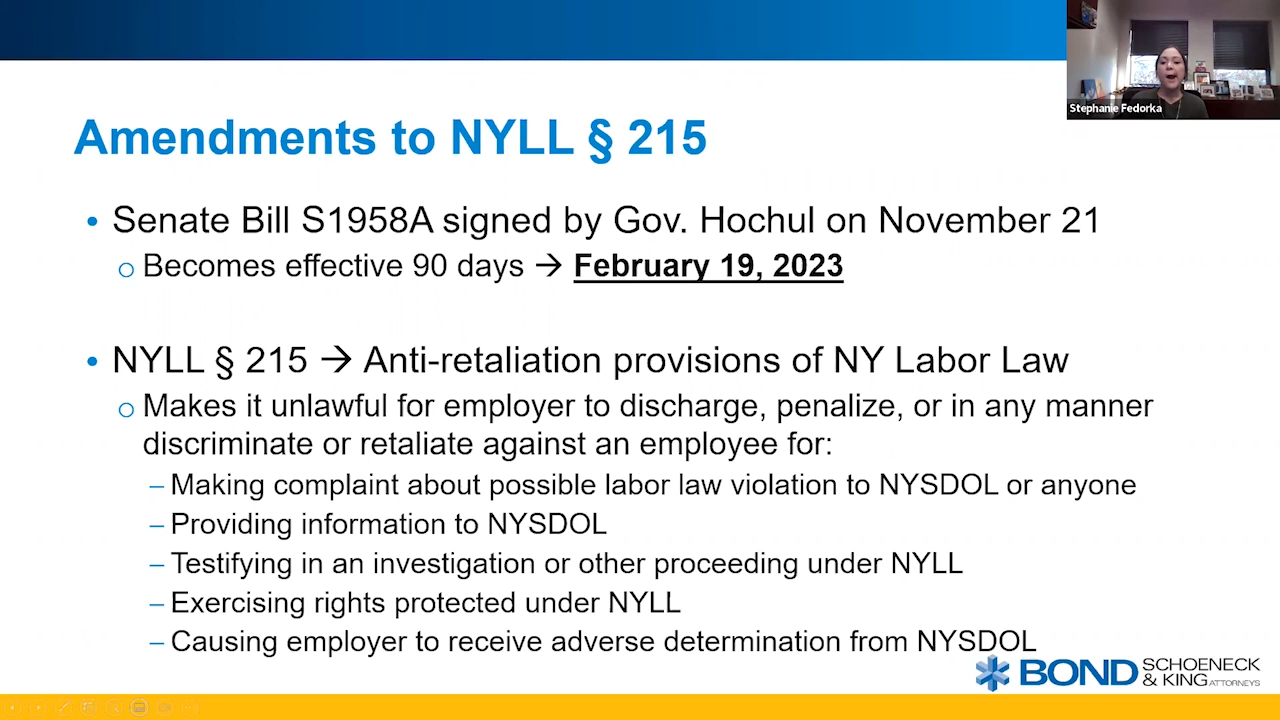 Stephanie Fedorka
Amendments to NYLL § 215
• Senate Bill S1958A signed by Gov. Hochul on November 21
o Becomes effective 90 days → February 19, 2023
• NYLL § 215 → Anti-retaliation provisions of NY Labor Law
o Makes it unlawful for employer to discharge, penalize, or in any manner
discriminate or retaliate against an employee for:
– Making complaint about possible labor law violation to NYSDOL or anyone
– Providing information to NYSDOL
– Testifying in an investigation or other proceeding under NYLL
– Exercising rights protected under NYLL
– Causing employer to receive adverse determination from NYSDOL
BOND SCHOENECK
& KING ATTORNEYS